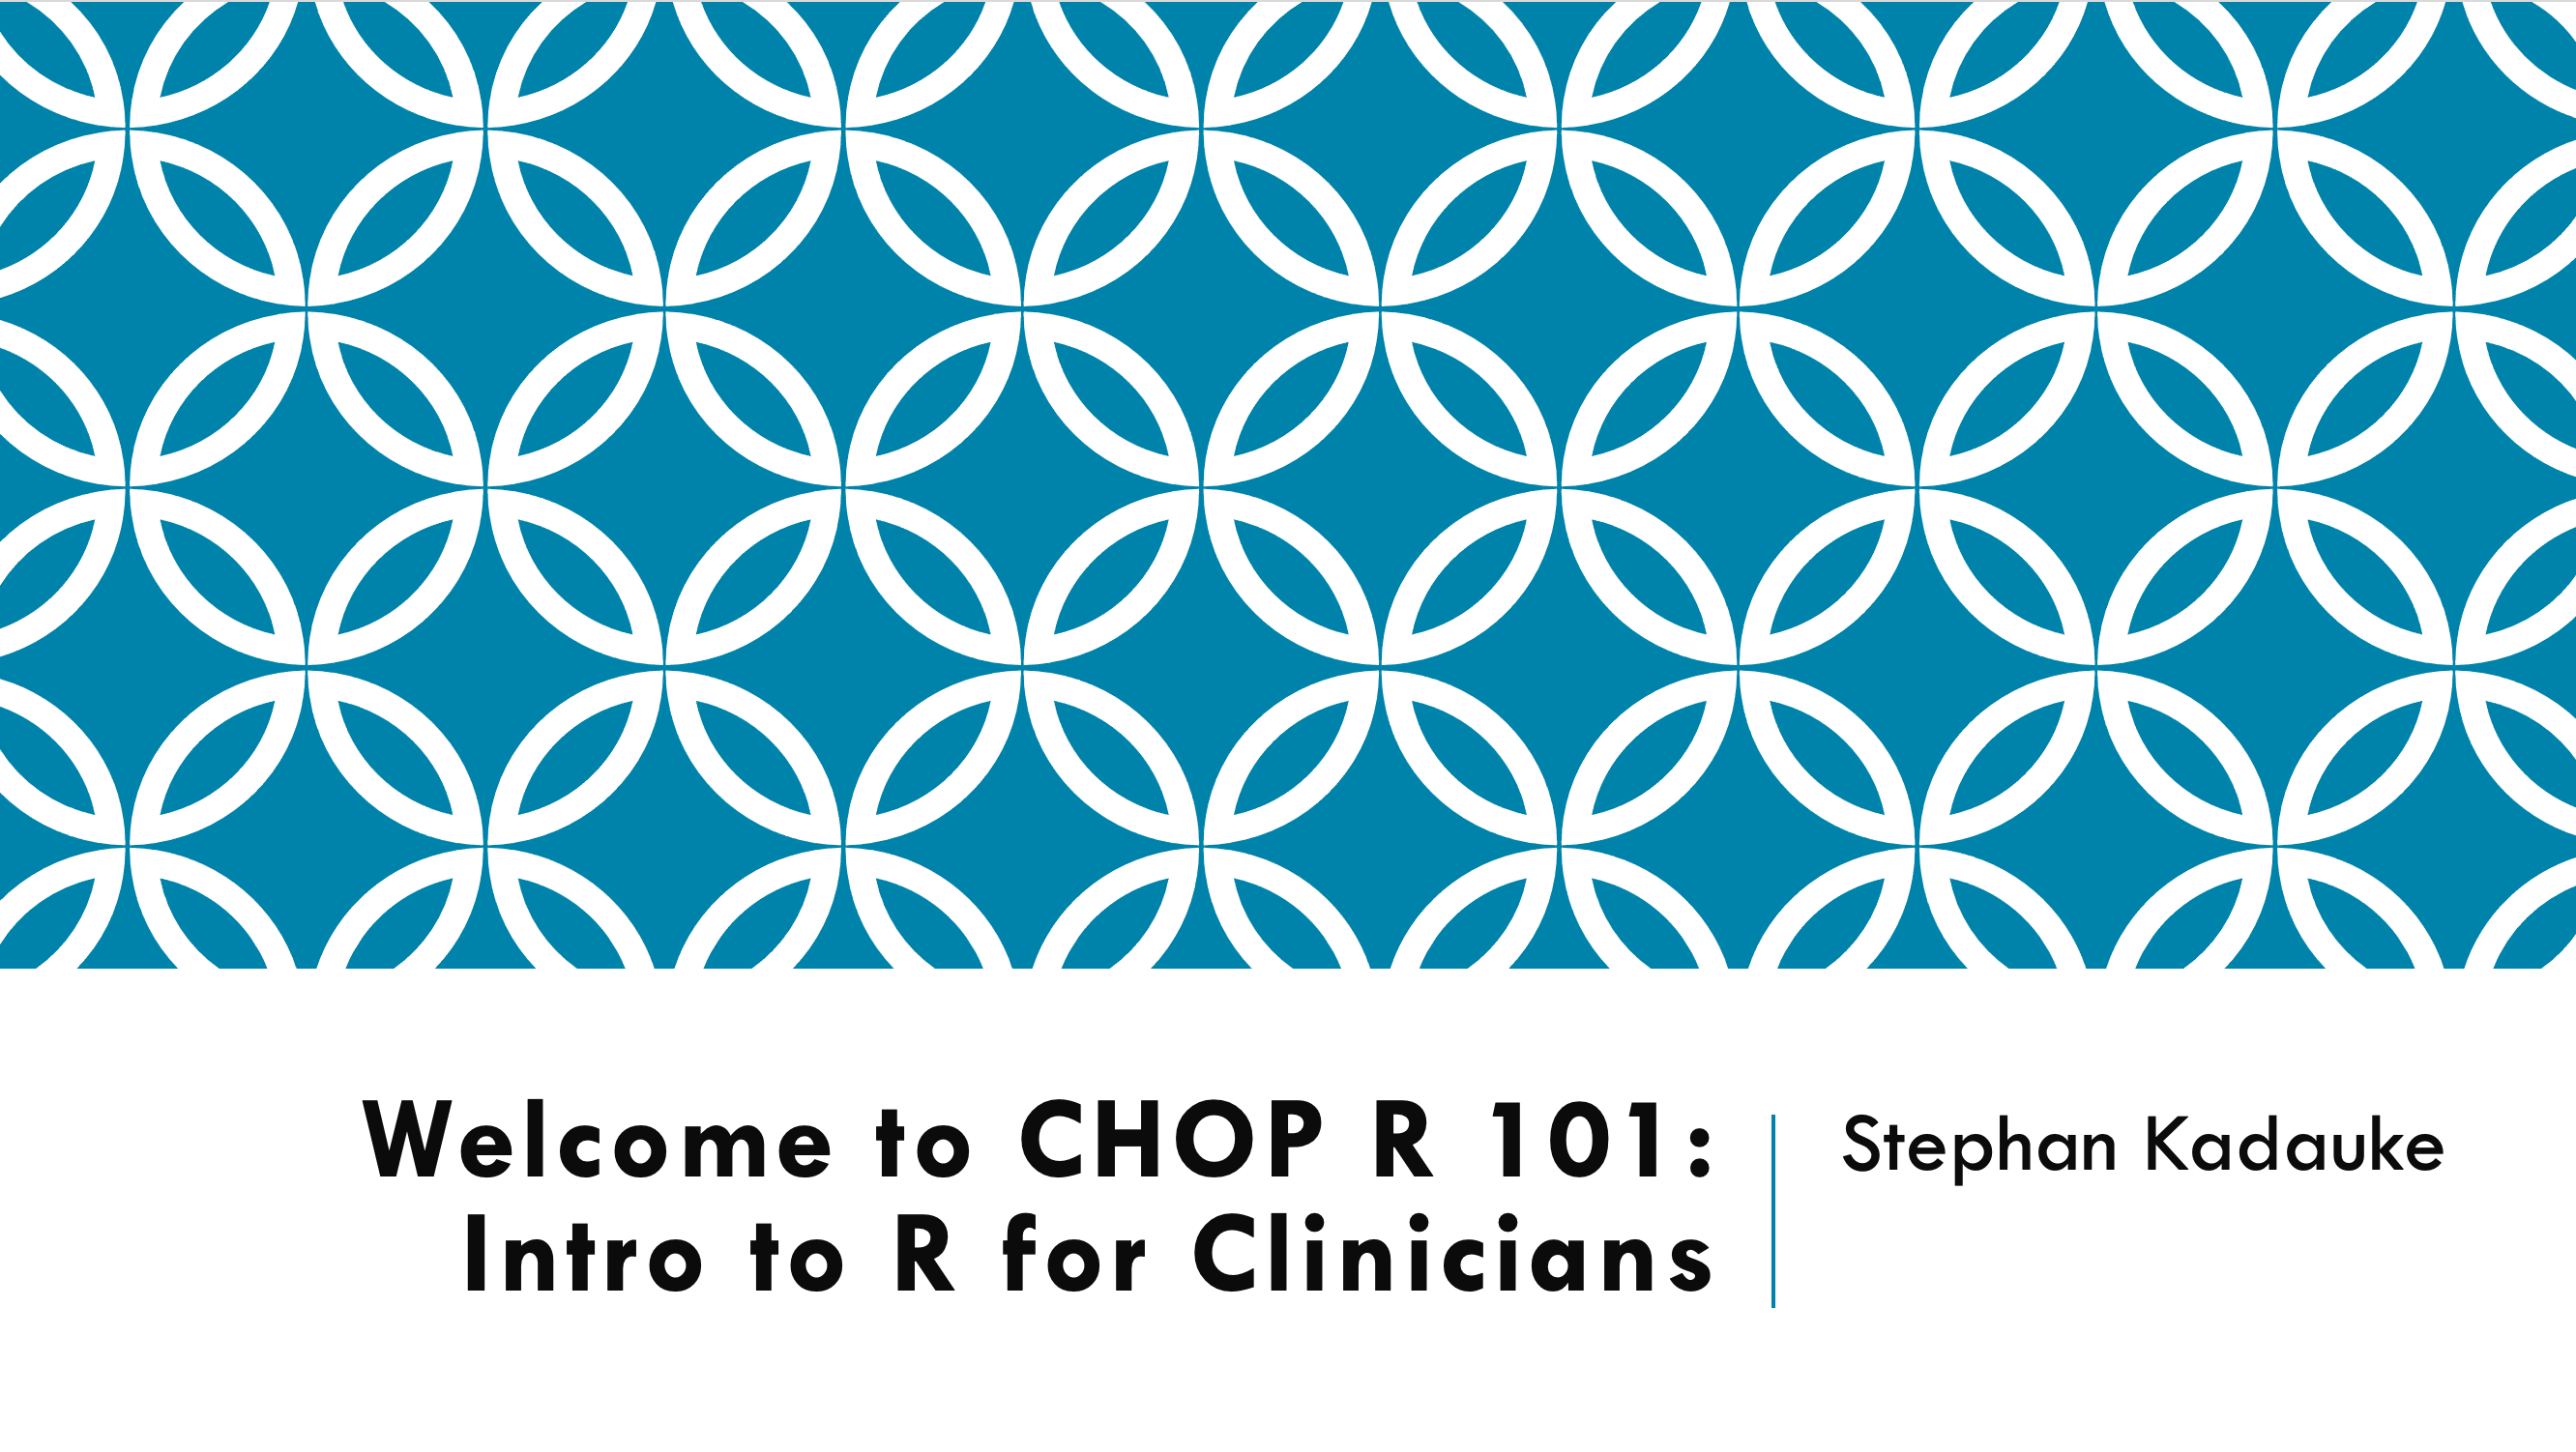 Welcome to CHOP R 101:
Intro to R for Clinicians
Stephan Kadauke